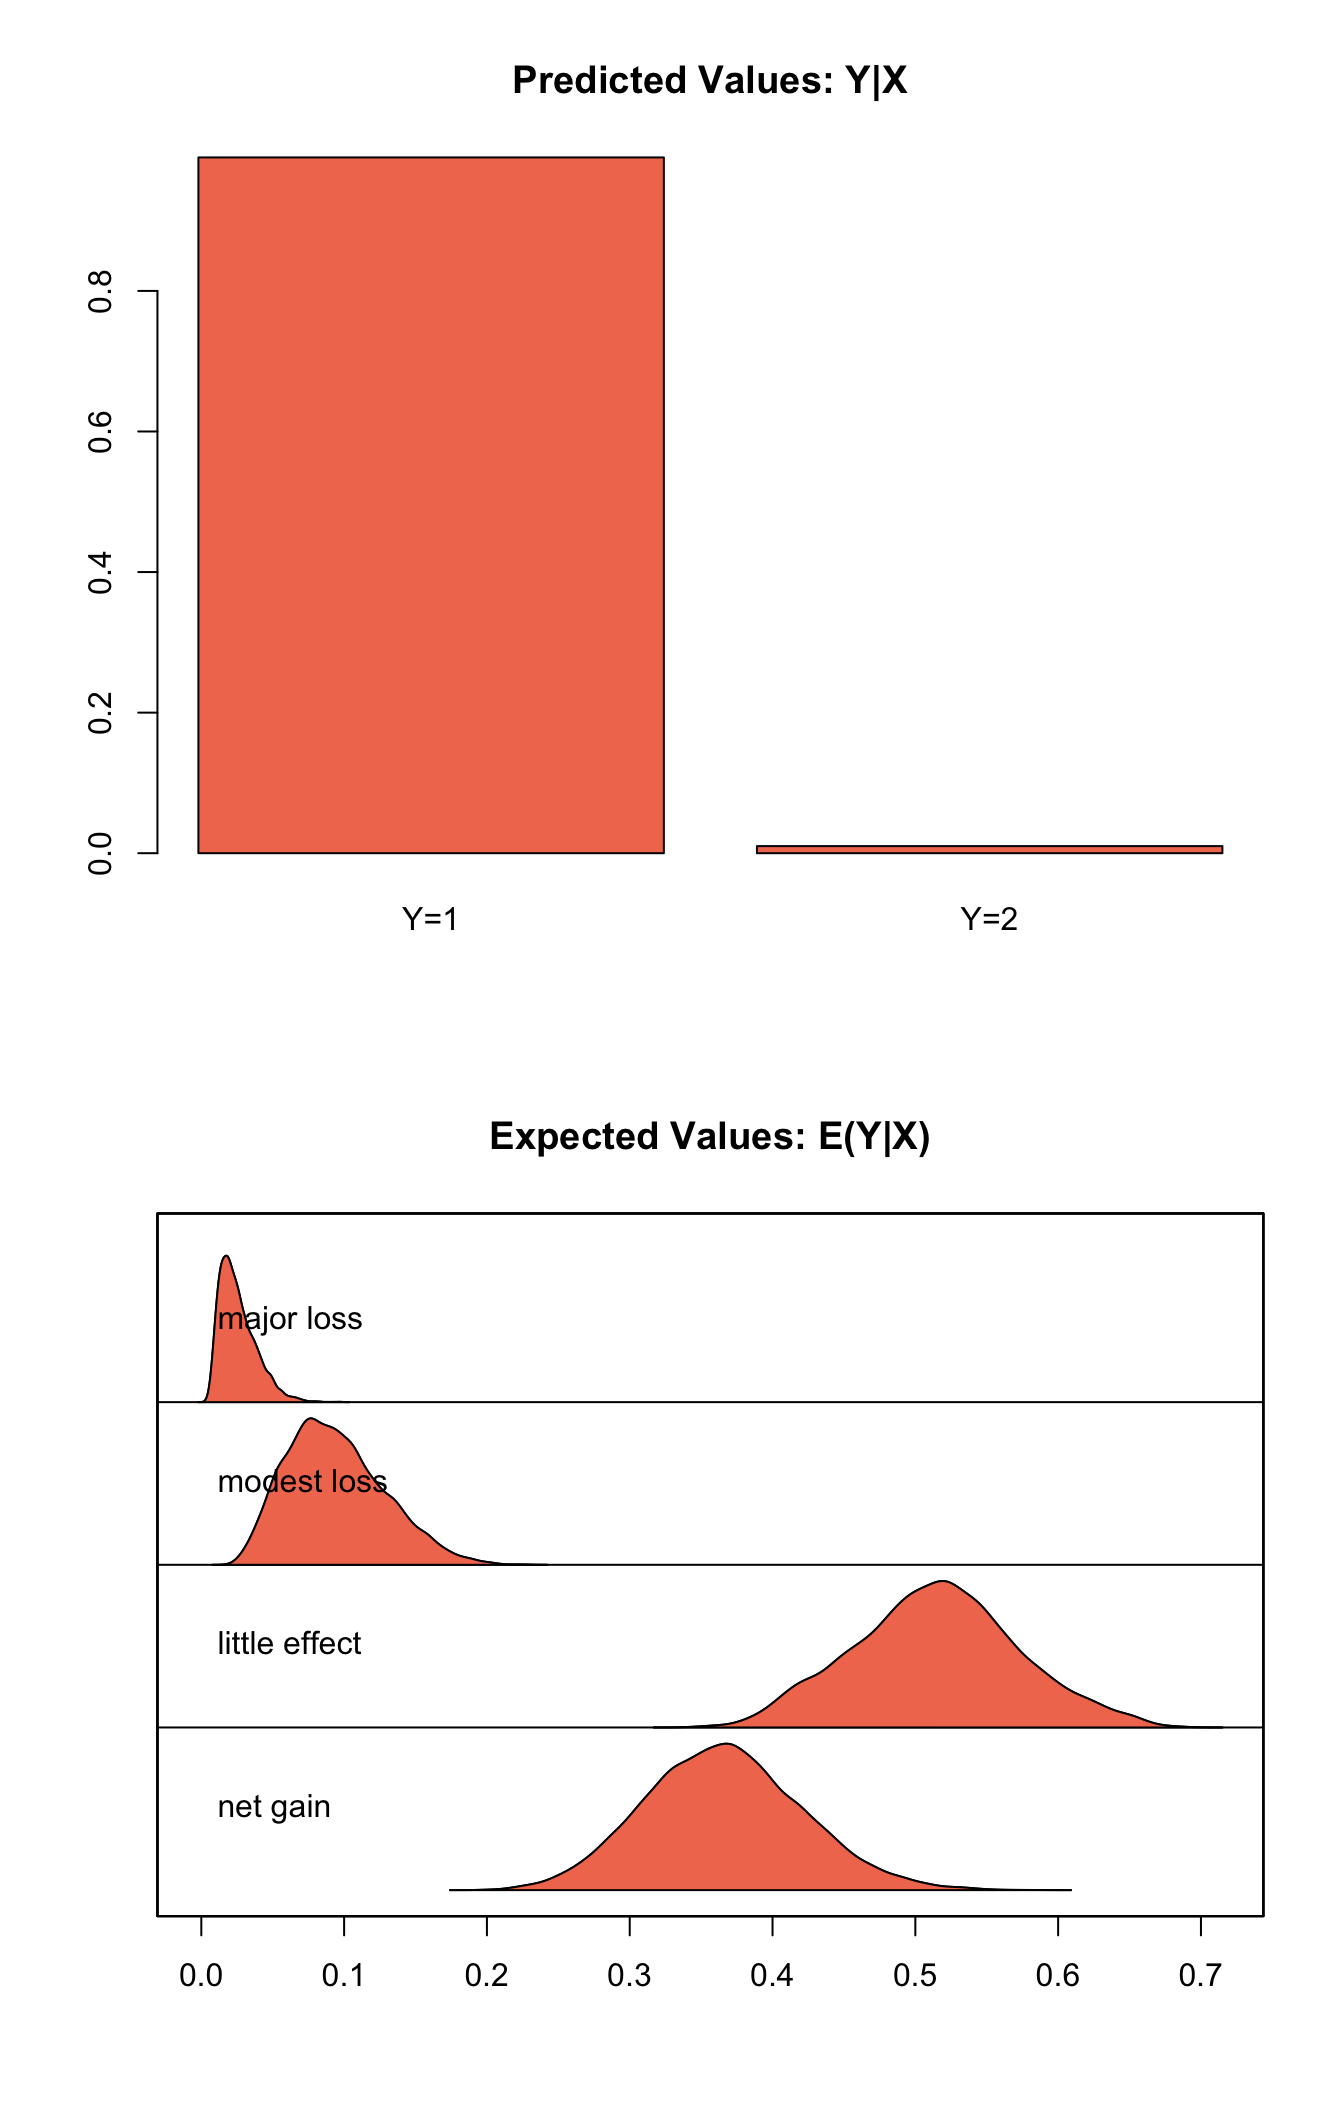 Predicted Values: Y|X
0.8
0.6
0.4
0.2
0.0
Y=1 Y=2
Expected Values: E(Y|X)
major loss
modest loss
little effect
net gain
0.0 0.1 0.2 0.3 0.4 0.5 0.6 0.7